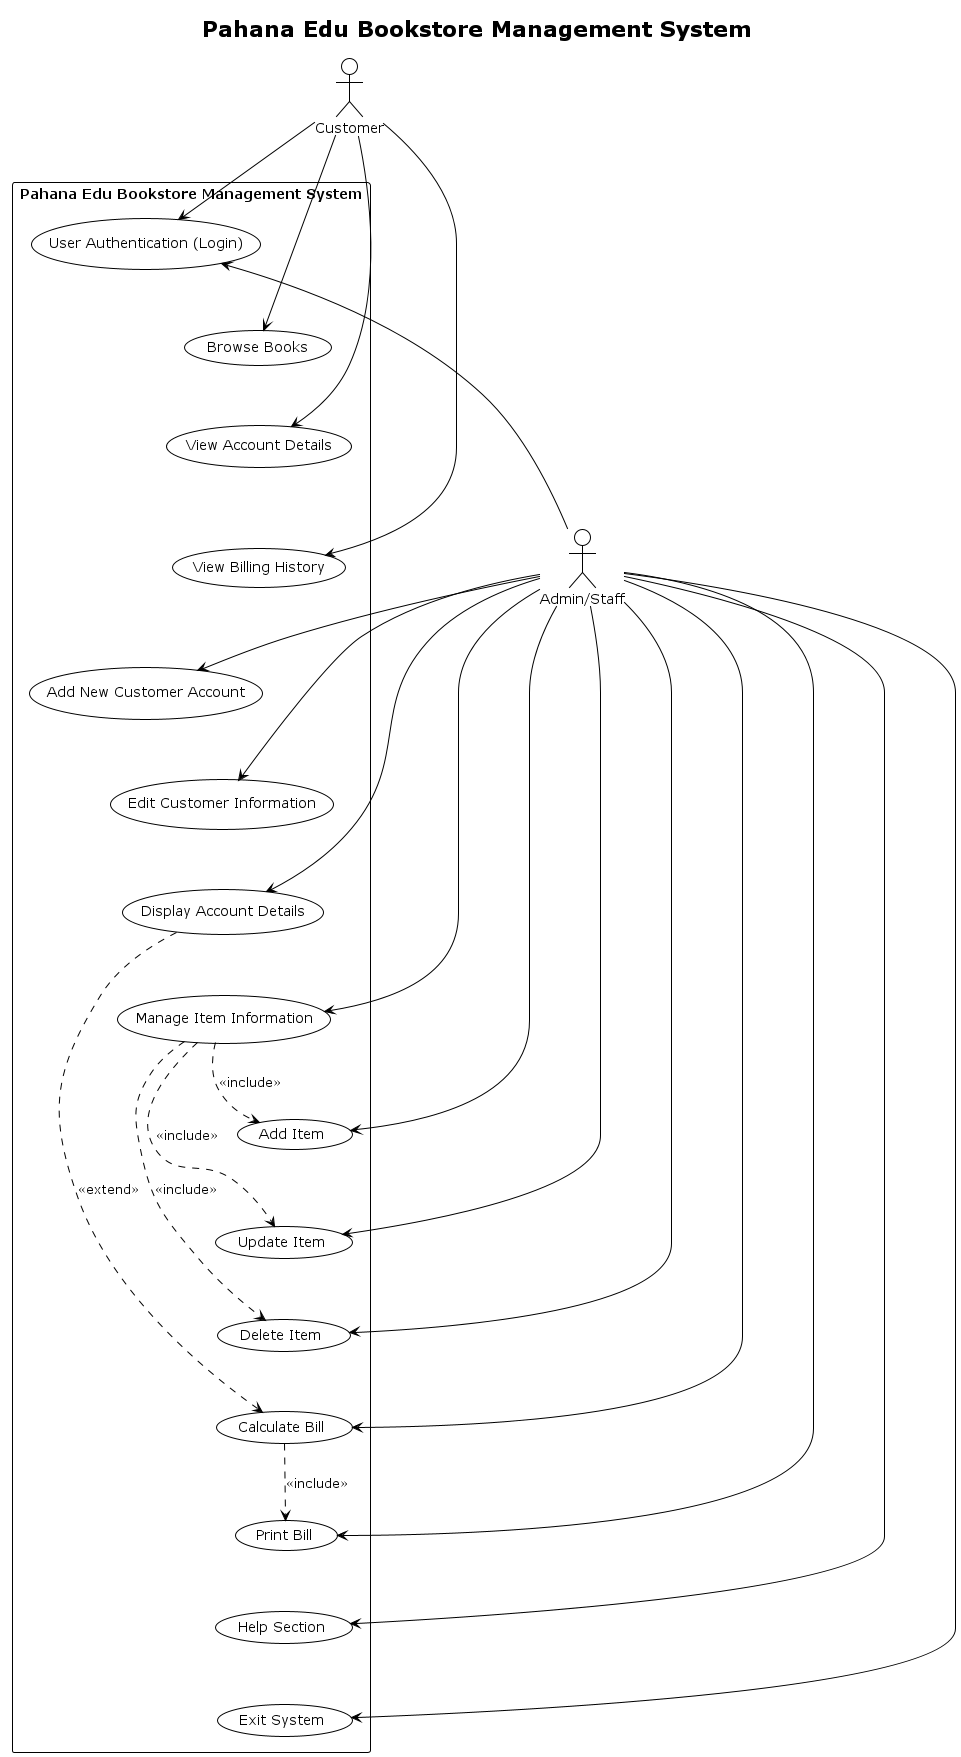 Pahana Edu Bookstore Management System
Customer
Pahana Edu Bookstore Management System
User Authentication (Login)
Browse Books
View Account Details
View Billing History
Admin/Staff
Add New Customer Account
Edit Customer Information
Display Account Details
Manage Item Information
«include»
Add Item
«include»
«extend»
«include»
Update Item
Delete Item
Calculate Bill
«include»
Print Bill
Help Section
Exit System